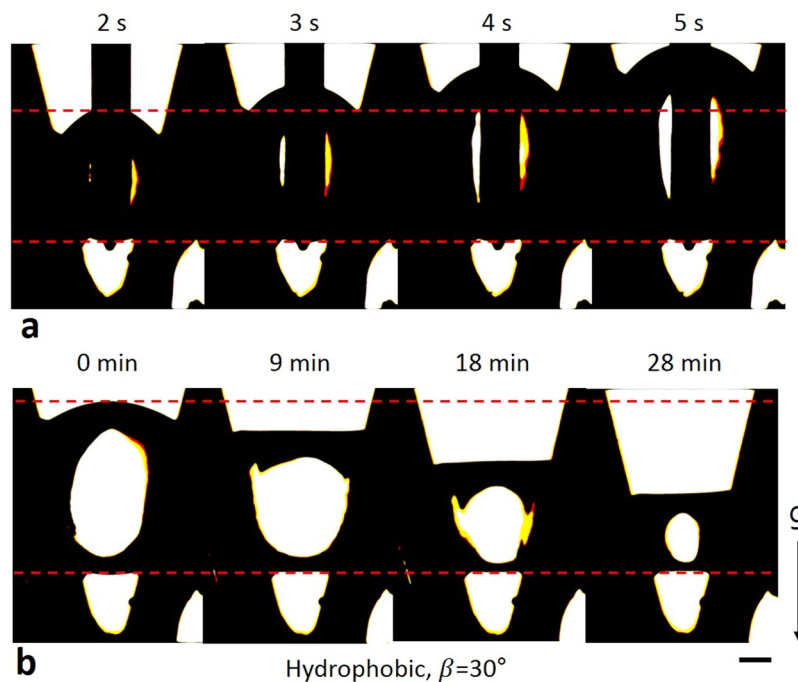 2 s 3 s 4 s 5 s
a
0 min 9 min 18 min 28 min
g
b
Hydrophobic, β=30°